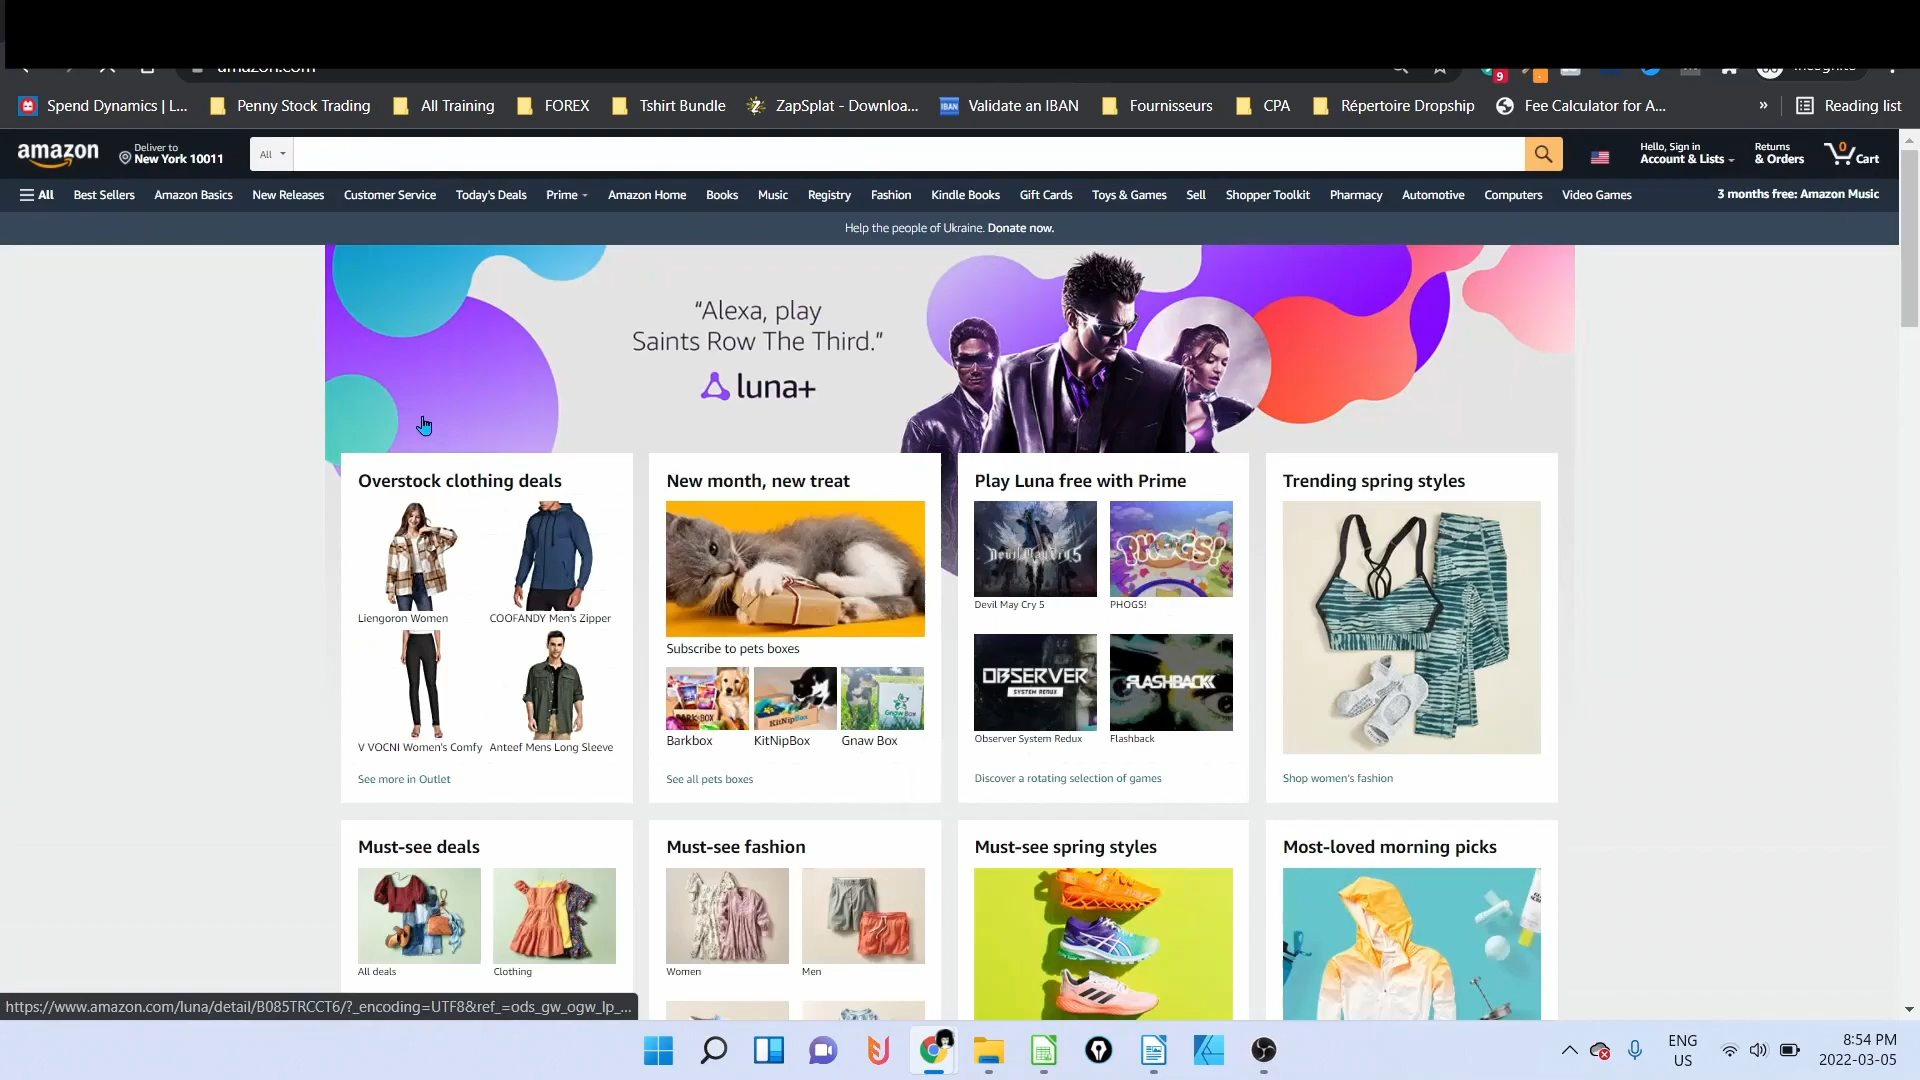 amazon.com
Incognito
9
Spend Dynamics | L...
Penny Stock Trading
All Training
FOREX
Tshirt Bundle
ZapSplat - Downloa...
IBAN
Validate an IBAN
Fournisseurs
CPA
Répertoire Dropship
Fee Calculator for A...
»
Reading list
amazon
Deliver to
New York 10011
All
Hello, Sign in
Account & Lists
Returns
& Orders
0
Cart
All
Best Sellers
Amazon Basics
New Releases
Customer Service
Today's Deals
Prime
Amazon Home
Books
Music
Registry
Fashion
Kindle Books
Gift Cards
Toys & Games
Sell
Shopper Toolkit
Pharmacy
Automotive
Computers
Video Games
3 months free: Amazon Music
Help the people of Ukraine. Donate now.
“Alexa, play
Saints Row The Third.”
luna+
Overstock clothing deals
Liengoron Women
COOFANDY Men's Zipper
V VOCNI Women's Comfy
Anteef Mens Long Sleeve
See more in Outlet
New month, new treat
Subscribe to pets boxes
BARK BOX
KitNipBox
Gnaw Box
Barkbox
KitNipBox
Gnaw Box
See all pets boxes
Play Luna free with Prime
Devil May Cry 5
PHOGS!
Devil May Cry 5
PHOGS!
OBSERVER
SYSTEM REDUX
FLASHBACK
Observer System Redux
Flashback
Discover a rotating selection of games
Trending spring styles
Shop women's fashion
Must-see deals
All deals
Clothing
Must-see fashion
Women
Men
Must-see spring styles
Most-loved morning picks
https://www.amazon.com/luna/detail/B085TRCCT6/?_encoding=UTF8&ref_=ods_gw_ogw_lp_...
ENG
US
8:54 PM
2022-03-05